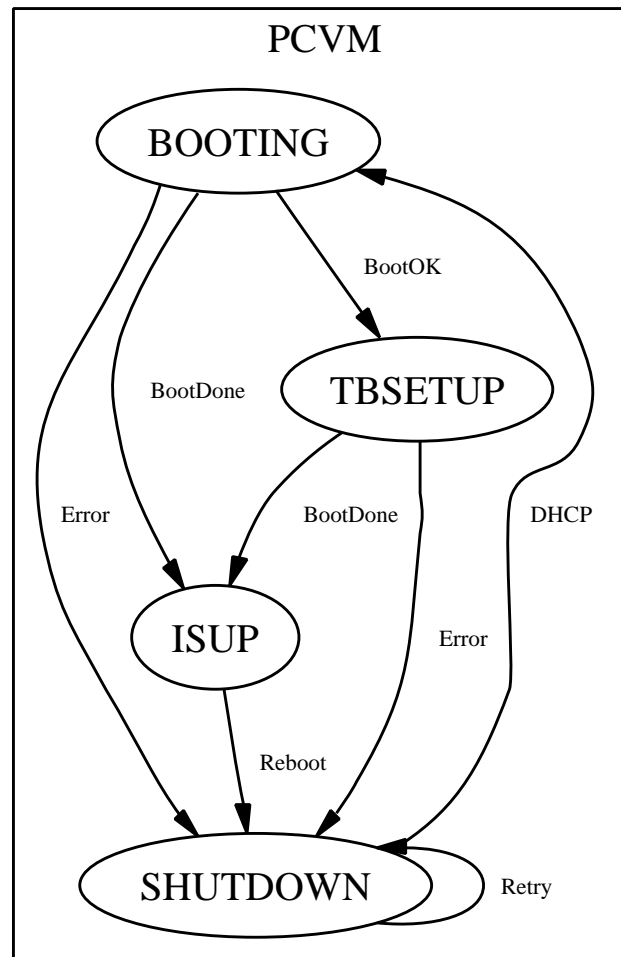 PCVM
BOOTING
BootOK
TBSETUP
BootDone
Error
BootDone
DHCP
ISUP
Error
Reboot
SHUTDOWN
Retry